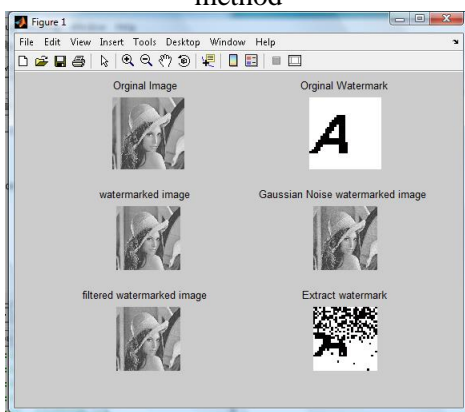 method
Figure 1
File Edit View Insert Tools Desktop Window Help
Orginal Image
Orginal Watermark
A
watermarked image
Gaussian Noise watermarked image
filtered watermarked image
Extract watermark
A